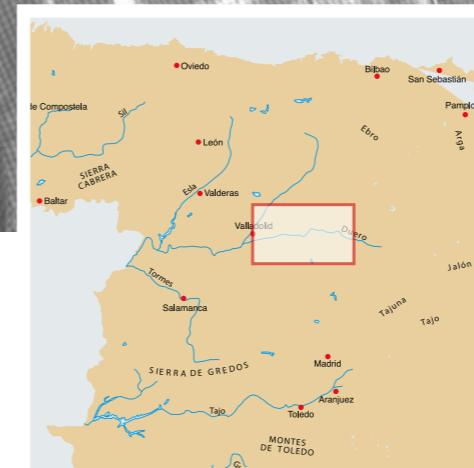 Oviedo
Bilbao
San Sebastián
de Compostela
Sil
Pamplo
Ebro
Arga
León
SIERRA
CABRERA
Esla
Valderas
Baltar
Valladolid
Duero
Jalón
Tormes
Salamanca
Tajuna
Tajo
Madrid
SIERRA DE GREDOS
Aranjuez
Tajo
Toledo
MONTES
DE TOLEDO